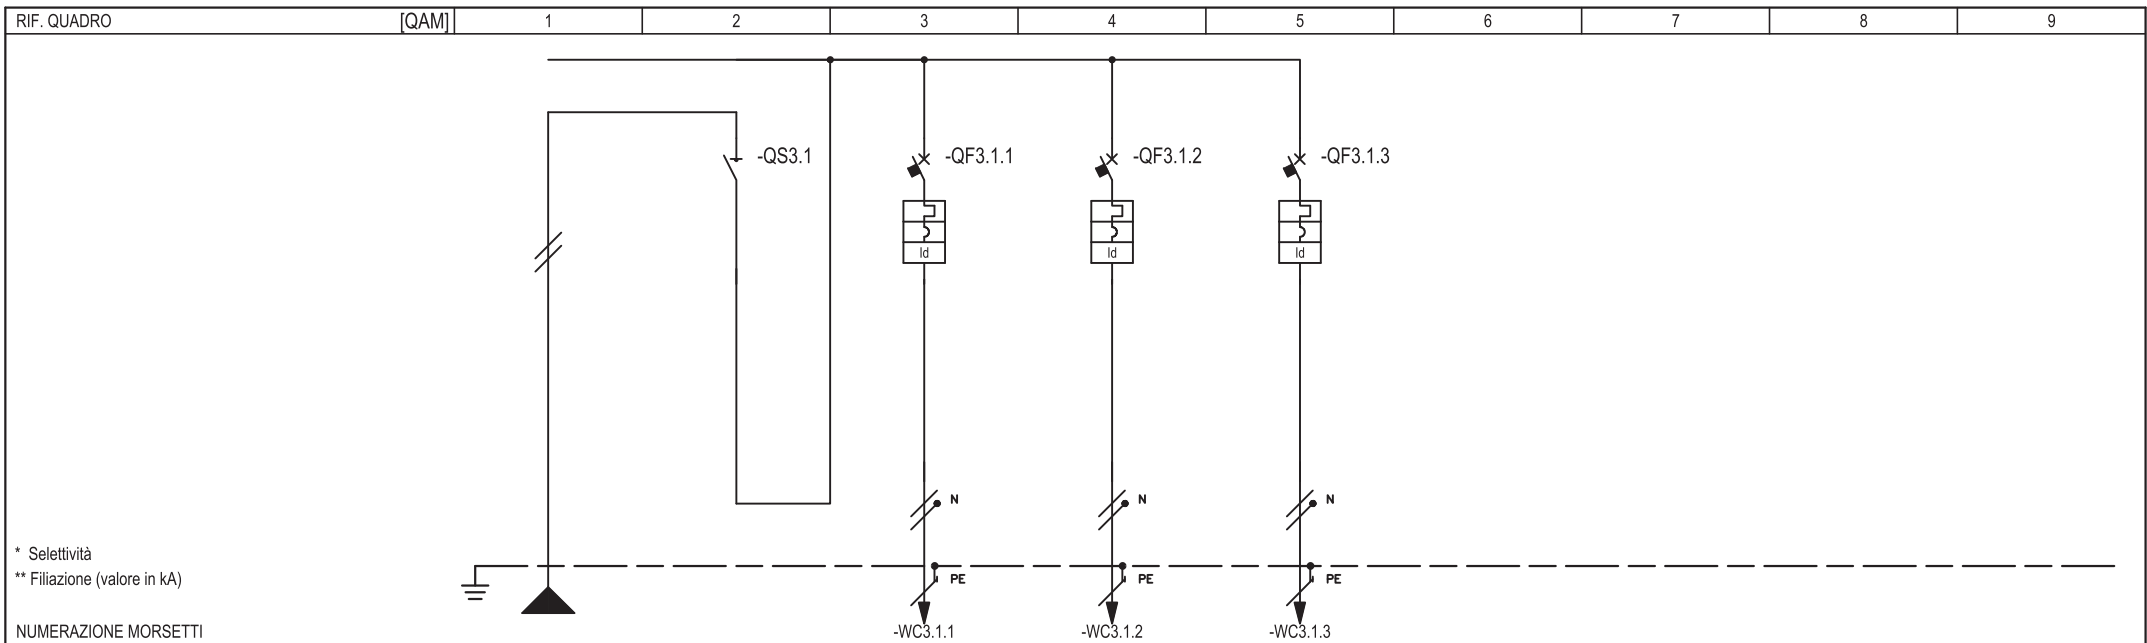 RIF. QUADRO [QAM] 1 2 3 4 5 6 7 8 9
-QS3.1 -QF3.1.1 -QF3.1.2 -QF3.1.3
Id Id Id
N N N
* Selettività
** Filiazione (valore in kA)
PE PE PE
NUMERAZIONE MORSETTI -WC3.1.1 -WC3.1.2 -WC3.1.3